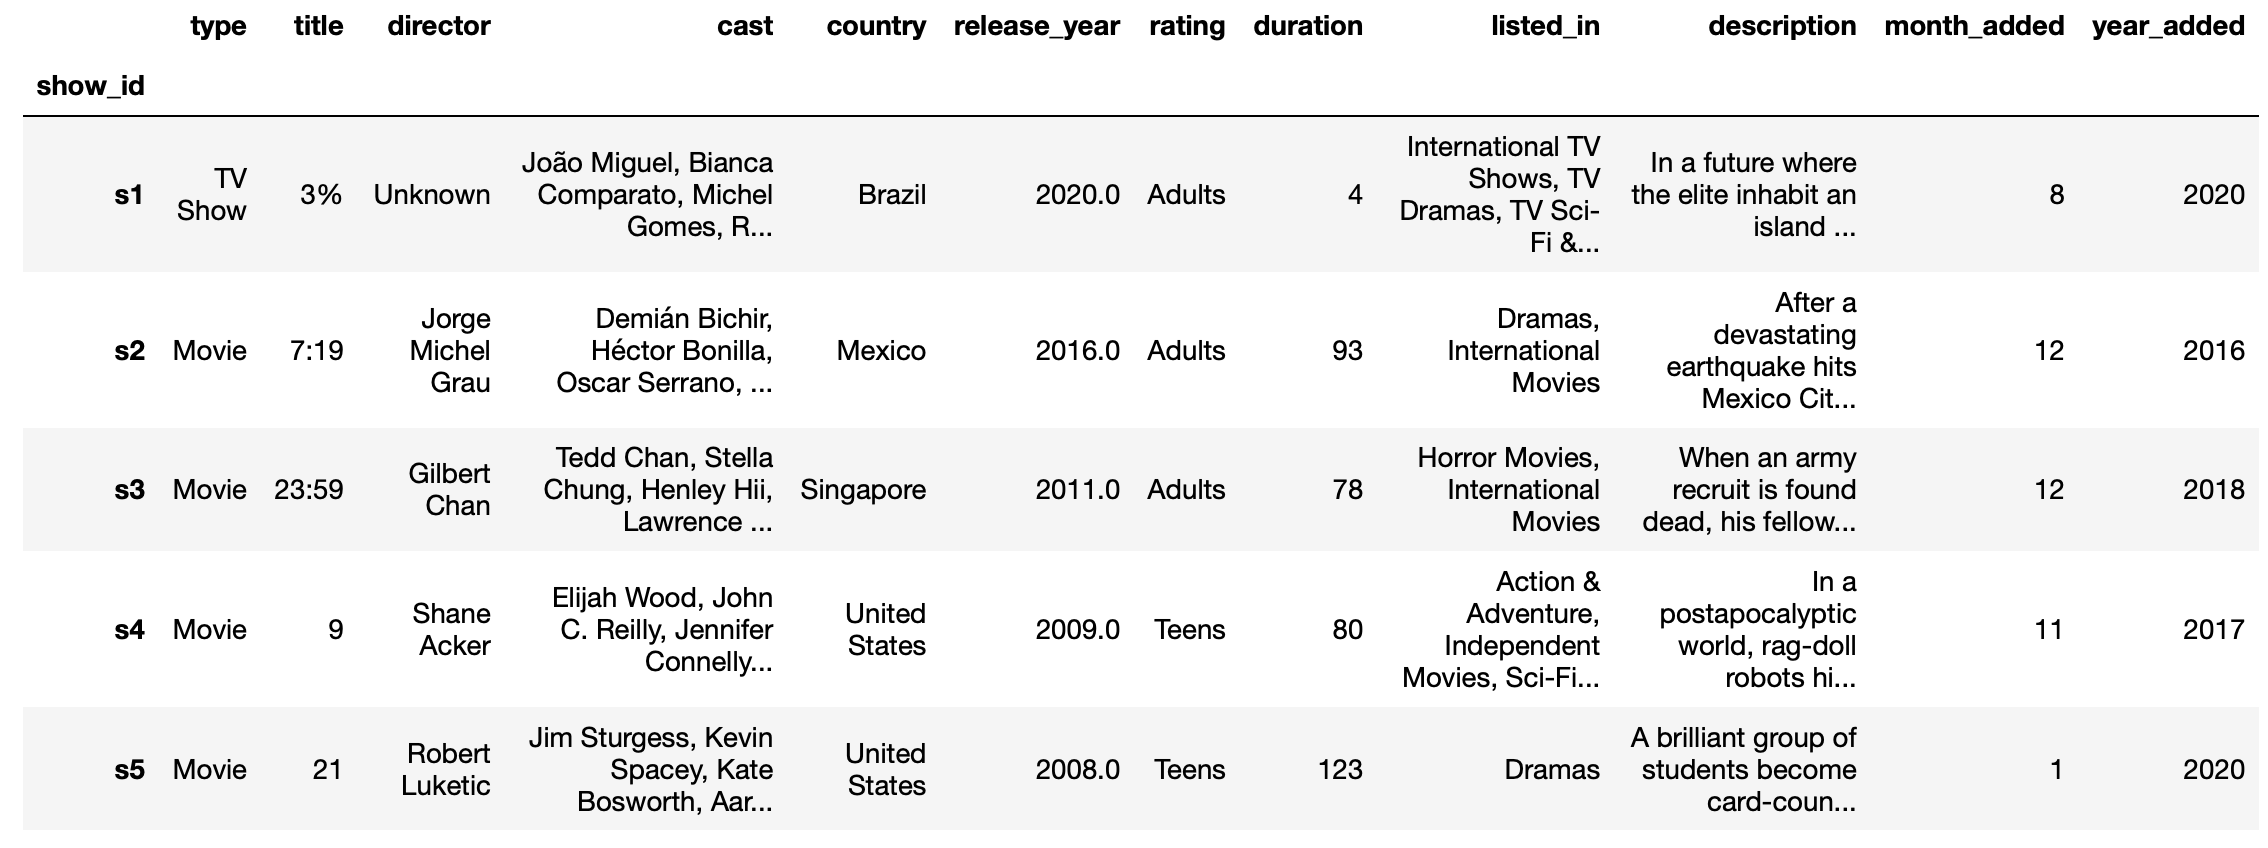 type title director cast country release_year rating duration listed_in description month_added year_added
show_id
s1 TV Show 3% Unknown João Miguel, Bianca Comparato, Michel Gomes, R... Brazil 2020.0 Adults 4 International TV Shows, TV Dramas, TV Sci-Fi &... In a future where the elite inhabit an island ... 8 2020
s2 Movie 7:19 Jorge Michel Grau Demián Bichir, Héctor Bonilla, Oscar Serrano, ... Mexico 2016.0 Adults 93 Dramas, International Movies After a devastating earthquake hits Mexico Cit... 12 2016
s3 Movie 23:59 Gilbert Chan Tedd Chan, Stella Chung, Henley Hii, Lawrence ... Singapore 2011.0 Adults 78 Horror Movies, International Movies When an army recruit is found dead, his fellow... 12 2018
s4 Movie 9 Shane Acker Elijah Wood, John C. Reilly, Jennifer Connelly... United States 2009.0 Teens 80 Action & Adventure, Independent Movies, Sci-Fi... In a postapocalyptic world, rag-doll robots hi... 11 2017
s5 Movie 21 Robert Luketic Jim Sturgess, Kevin Spacey, Kate Bosworth, Aar... United States 2008.0 Teens 123 Dramas A brilliant group of students become card-coun... 1 2020